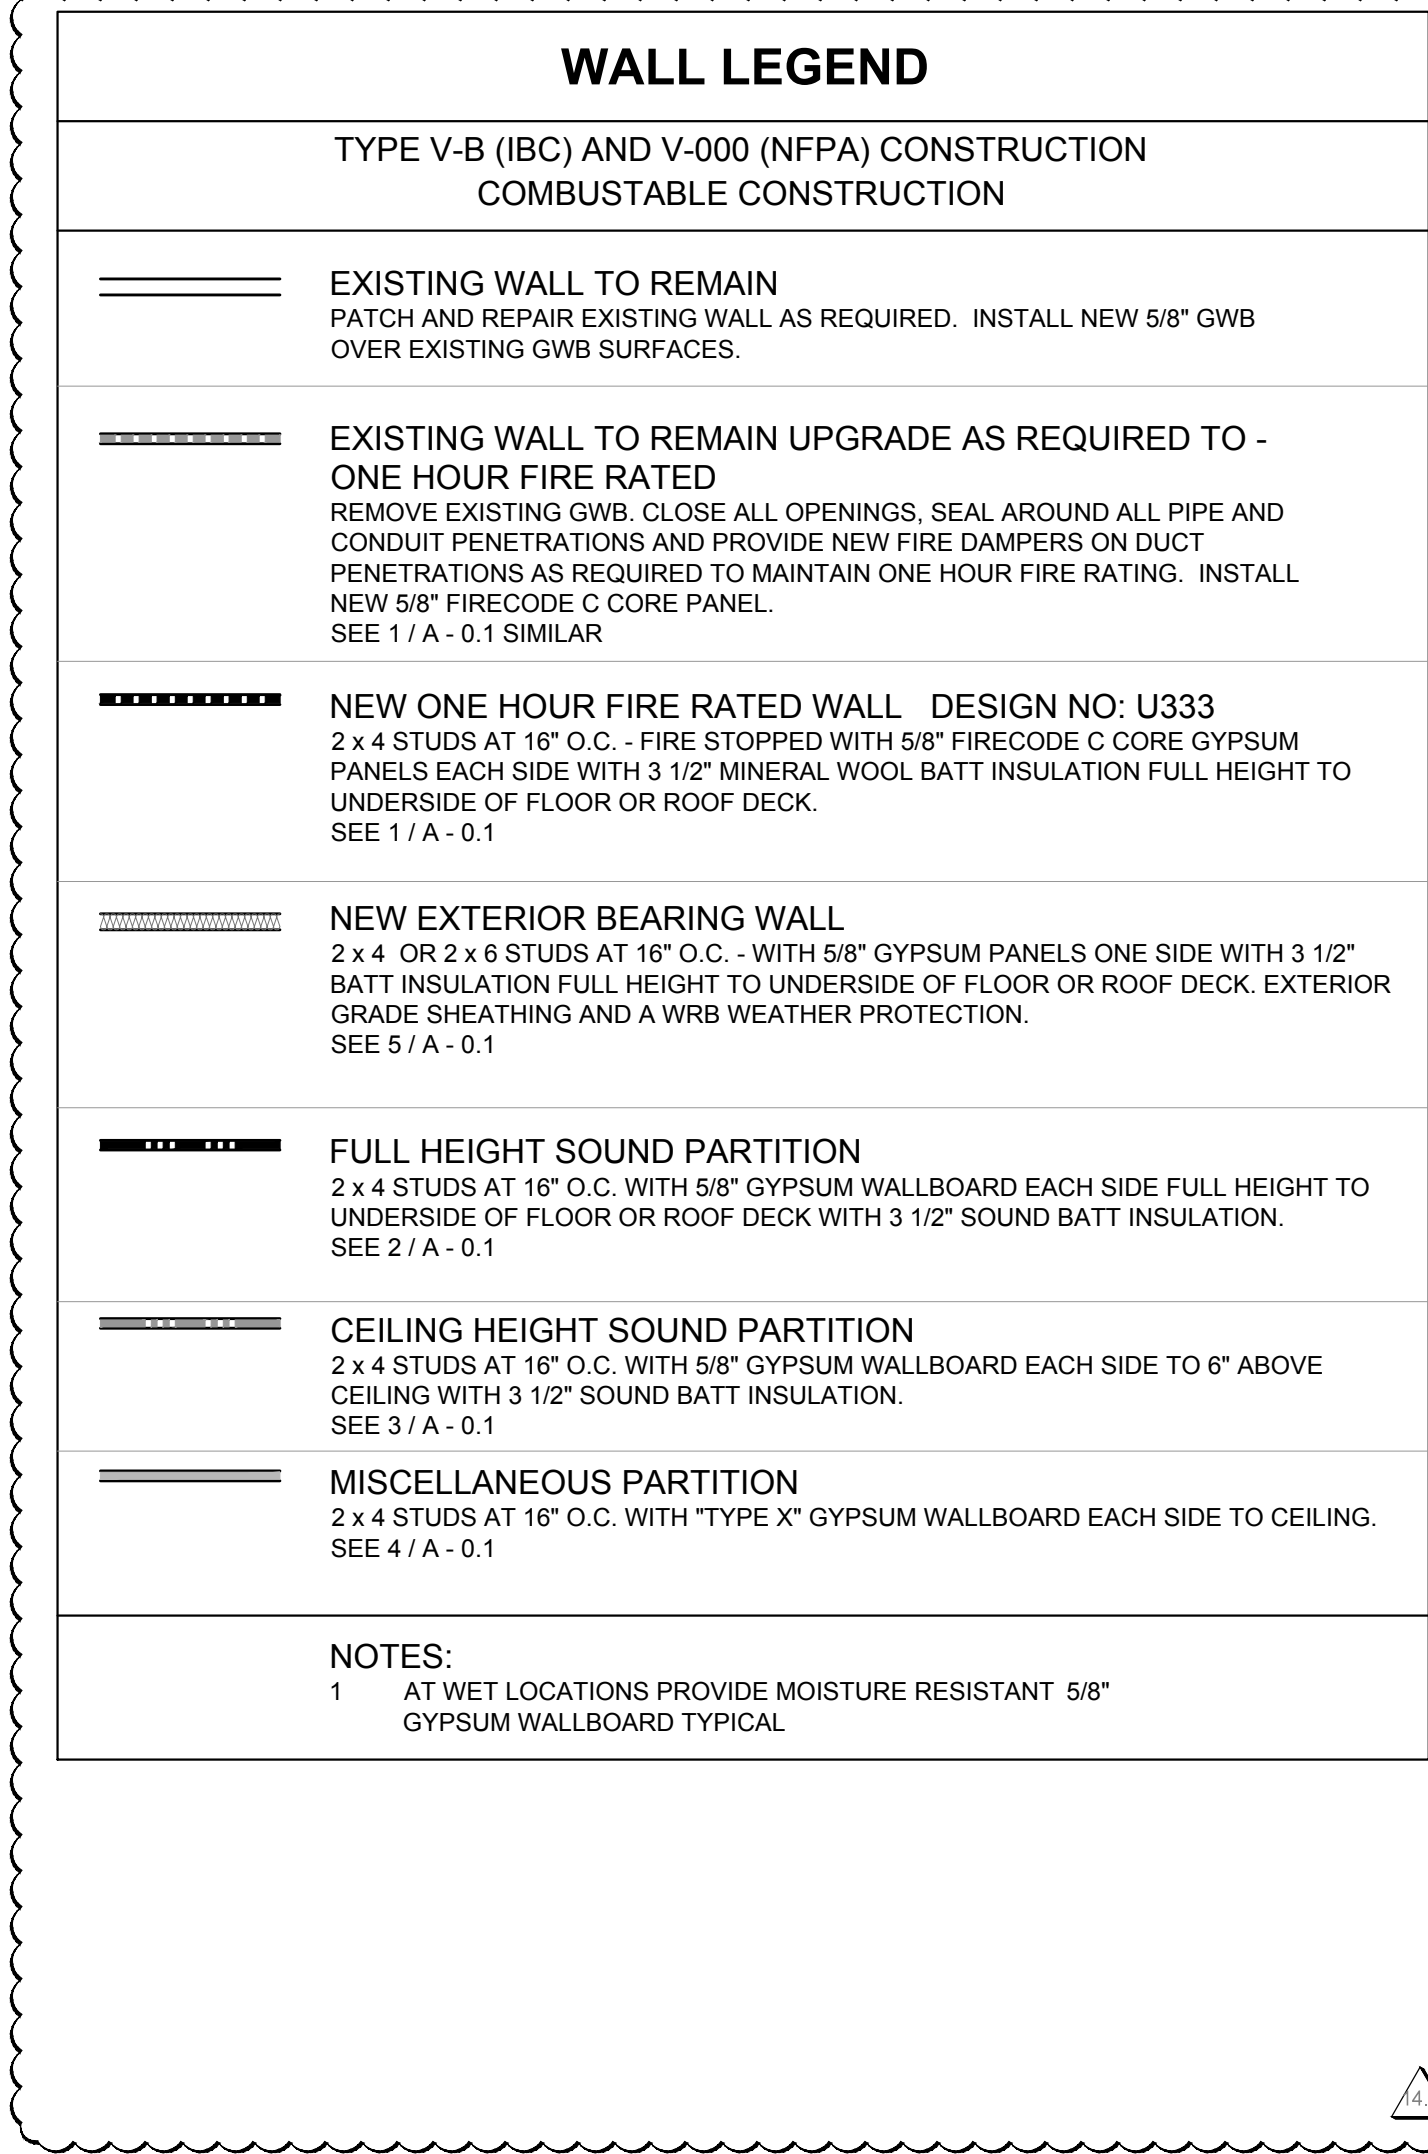 WALL LEGEND
TYPE V-B (IBC) AND V-000 (NFPA) CONSTRUCTION
COMBUSTABLE CONSTRUCTION
EXISTING WALL TO REMAIN
PATCH AND REPAIR EXISTING WALL AS REQUIRED. INSTALL NEW 5/8" GWB
OVER EXISTING GWB SURFACES.
EXISTING WALL TO REMAIN UPGRADE AS REQUIRED TO -
ONE HOUR FIRE RATED
REMOVE EXISTING GWB. CLOSE ALL OPENINGS, SEAL AROUND ALL PIPE AND
CONDUIT PENETRATIONS AND PROVIDE NEW FIRE DAMPERS ON DUCT
PENETRATIONS AS REQUIRED TO MAINTAIN ONE HOUR FIRE RATING. INSTALL
NEW 5/8" FIRECODE C CORE PANEL.
SEE 1 / A - 0.1 SIMILAR
NEW ONE HOUR FIRE RATED WALL DESIGN NO: U333
2 x 4 STUDS AT 16" O.C. - FIRE STOPPED WITH 5/8" FIRECODE C CORE GYPSUM
PANELS EACH SIDE WITH 3 1/2" MINERAL WOOL BATT INSULATION FULL HEIGHT TO
UNDERSIDE OF FLOOR OR ROOF DECK.
SEE 1 / A - 0.1
NEW EXTERIOR BEARING WALL
2 x 4 OR 2 x 6 STUDS AT 16" O.C. - WITH 5/8" GYPSUM PANELS ONE SIDE WITH 3 1/2"
BATT INSULATION FULL HEIGHT TO UNDERSIDE OF FLOOR OR ROOF DECK. EXTERIOR
GRADE SHEATHING AND A WRB WEATHER PROTECTION.
SEE 5 / A - 0.1
FULL HEIGHT SOUND PARTITION
2 x 4 STUDS AT 16" O.C. WITH 5/8" GYPSUM WALLBOARD EACH SIDE FULL HEIGHT TO
UNDERSIDE OF FLOOR OR ROOF DECK WITH 3 1/2" SOUND BATT INSULATION.
SEE 2 / A - 0.1
CEILING HEIGHT SOUND PARTITION
2 x 4 STUDS AT 16" O.C. WITH 5/8" GYPSUM WALLBOARD EACH SIDE TO 6" ABOVE
CEILING WITH 3 1/2" SOUND BATT INSULATION.
SEE 3 / A - 0.1
MISCELLANEOUS PARTITION
2 x 4 STUDS AT 16" O.C. WITH "TYPE X" GYPSUM WALLBOARD EACH SIDE TO CEILING.
SEE 4 / A - 0.1
NOTES:
1 AT WET LOCATIONS PROVIDE MOISTURE RESISTANT 5/8"
GYPSUM WALLBOARD TYPICAL